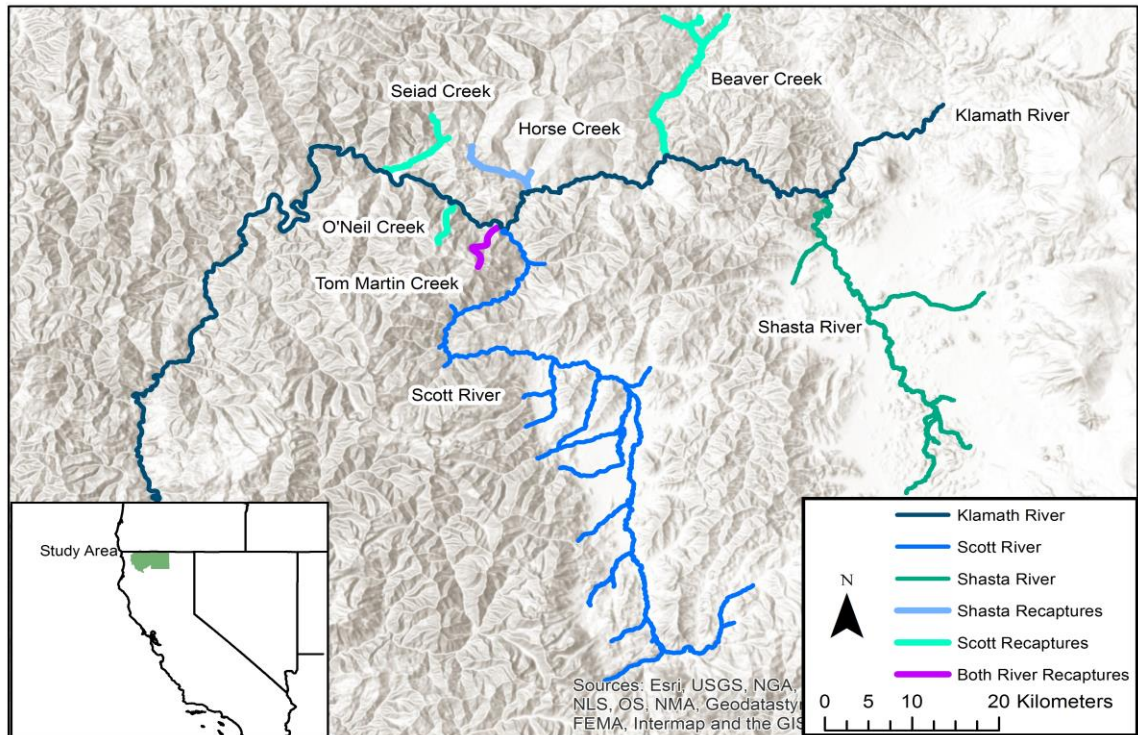 Beaver Creek
Seiad Creek
Klamath River
Horse Creek
O'Neil Creek
Tom Martin Creek
Shasta River
Scott River
Study Area
Klamath River
Scott River
Shasta River
Shasta Recaptures
Scott Recaptures
Both River Recaptures
N
0 5 10 20 Kilometers
Sources: Esri, USGS, NGA,
NLS, OS, NMA, Geodatastyr
FEMA, Intermap and the GIS